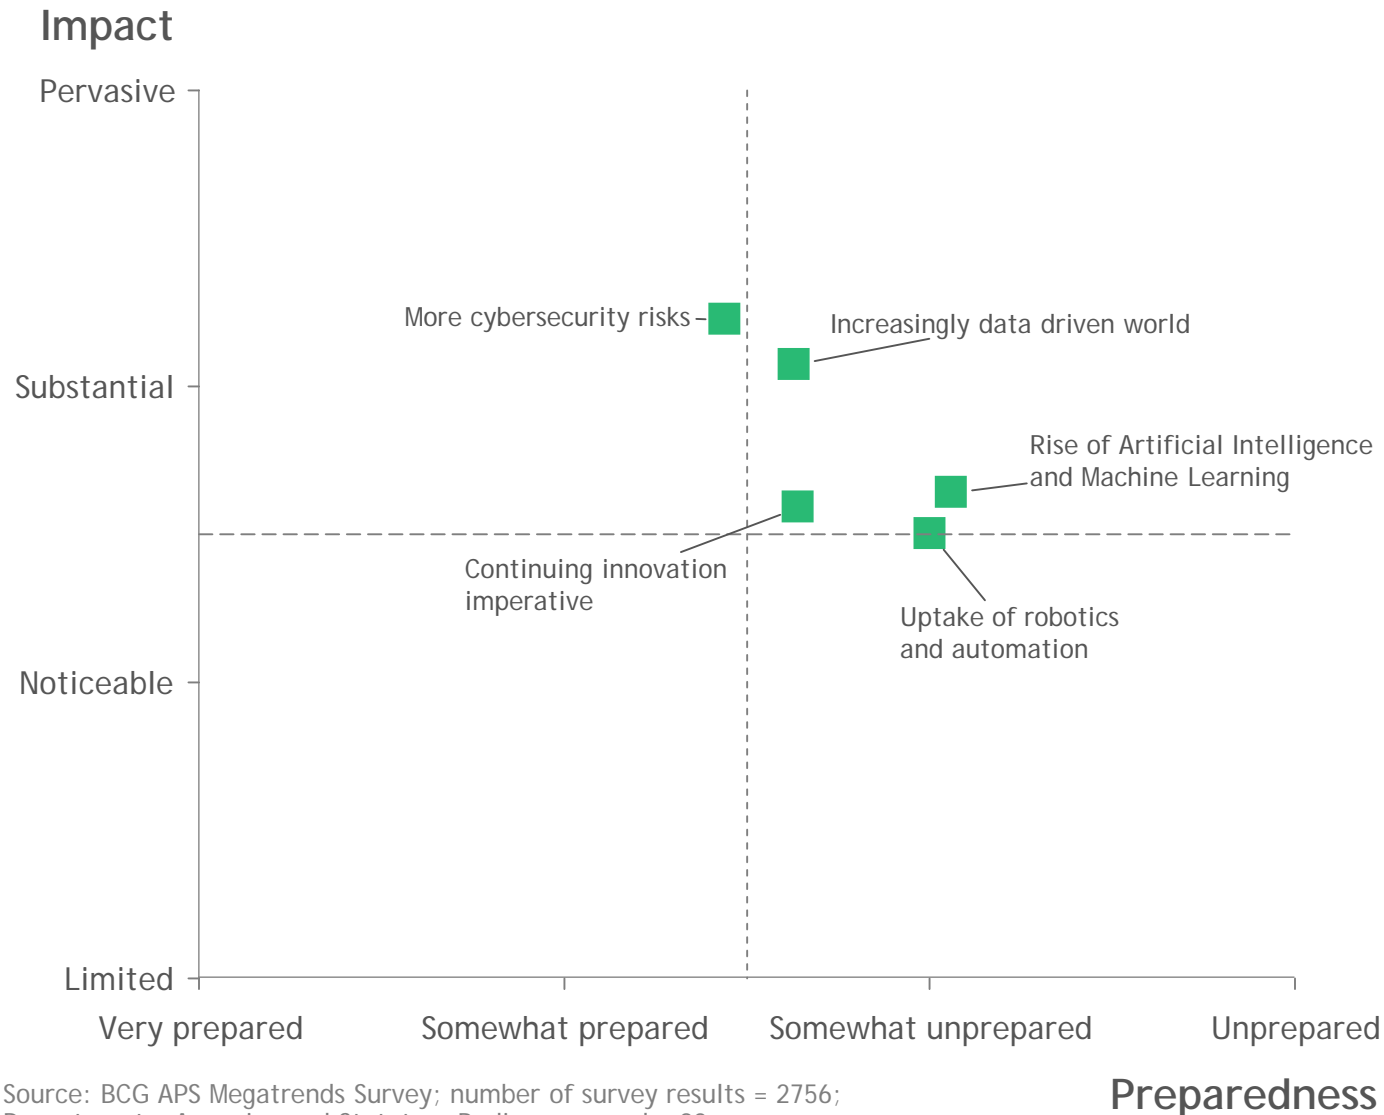 Impact
Pervasive
More cybersecurity risks
Increasingly data driven world
Substantial
Rise of Artificial Intelligence
and Machine Learning
Continuing innovation
imperative
Uptake of robotics
and automation
Noticeable
Limited
Very prepared
Somewhat prepared
Somewhat unprepared
Unprepared
Preparedness
Source: BCG APS Megatrends Survey; number of survey results = 2756;